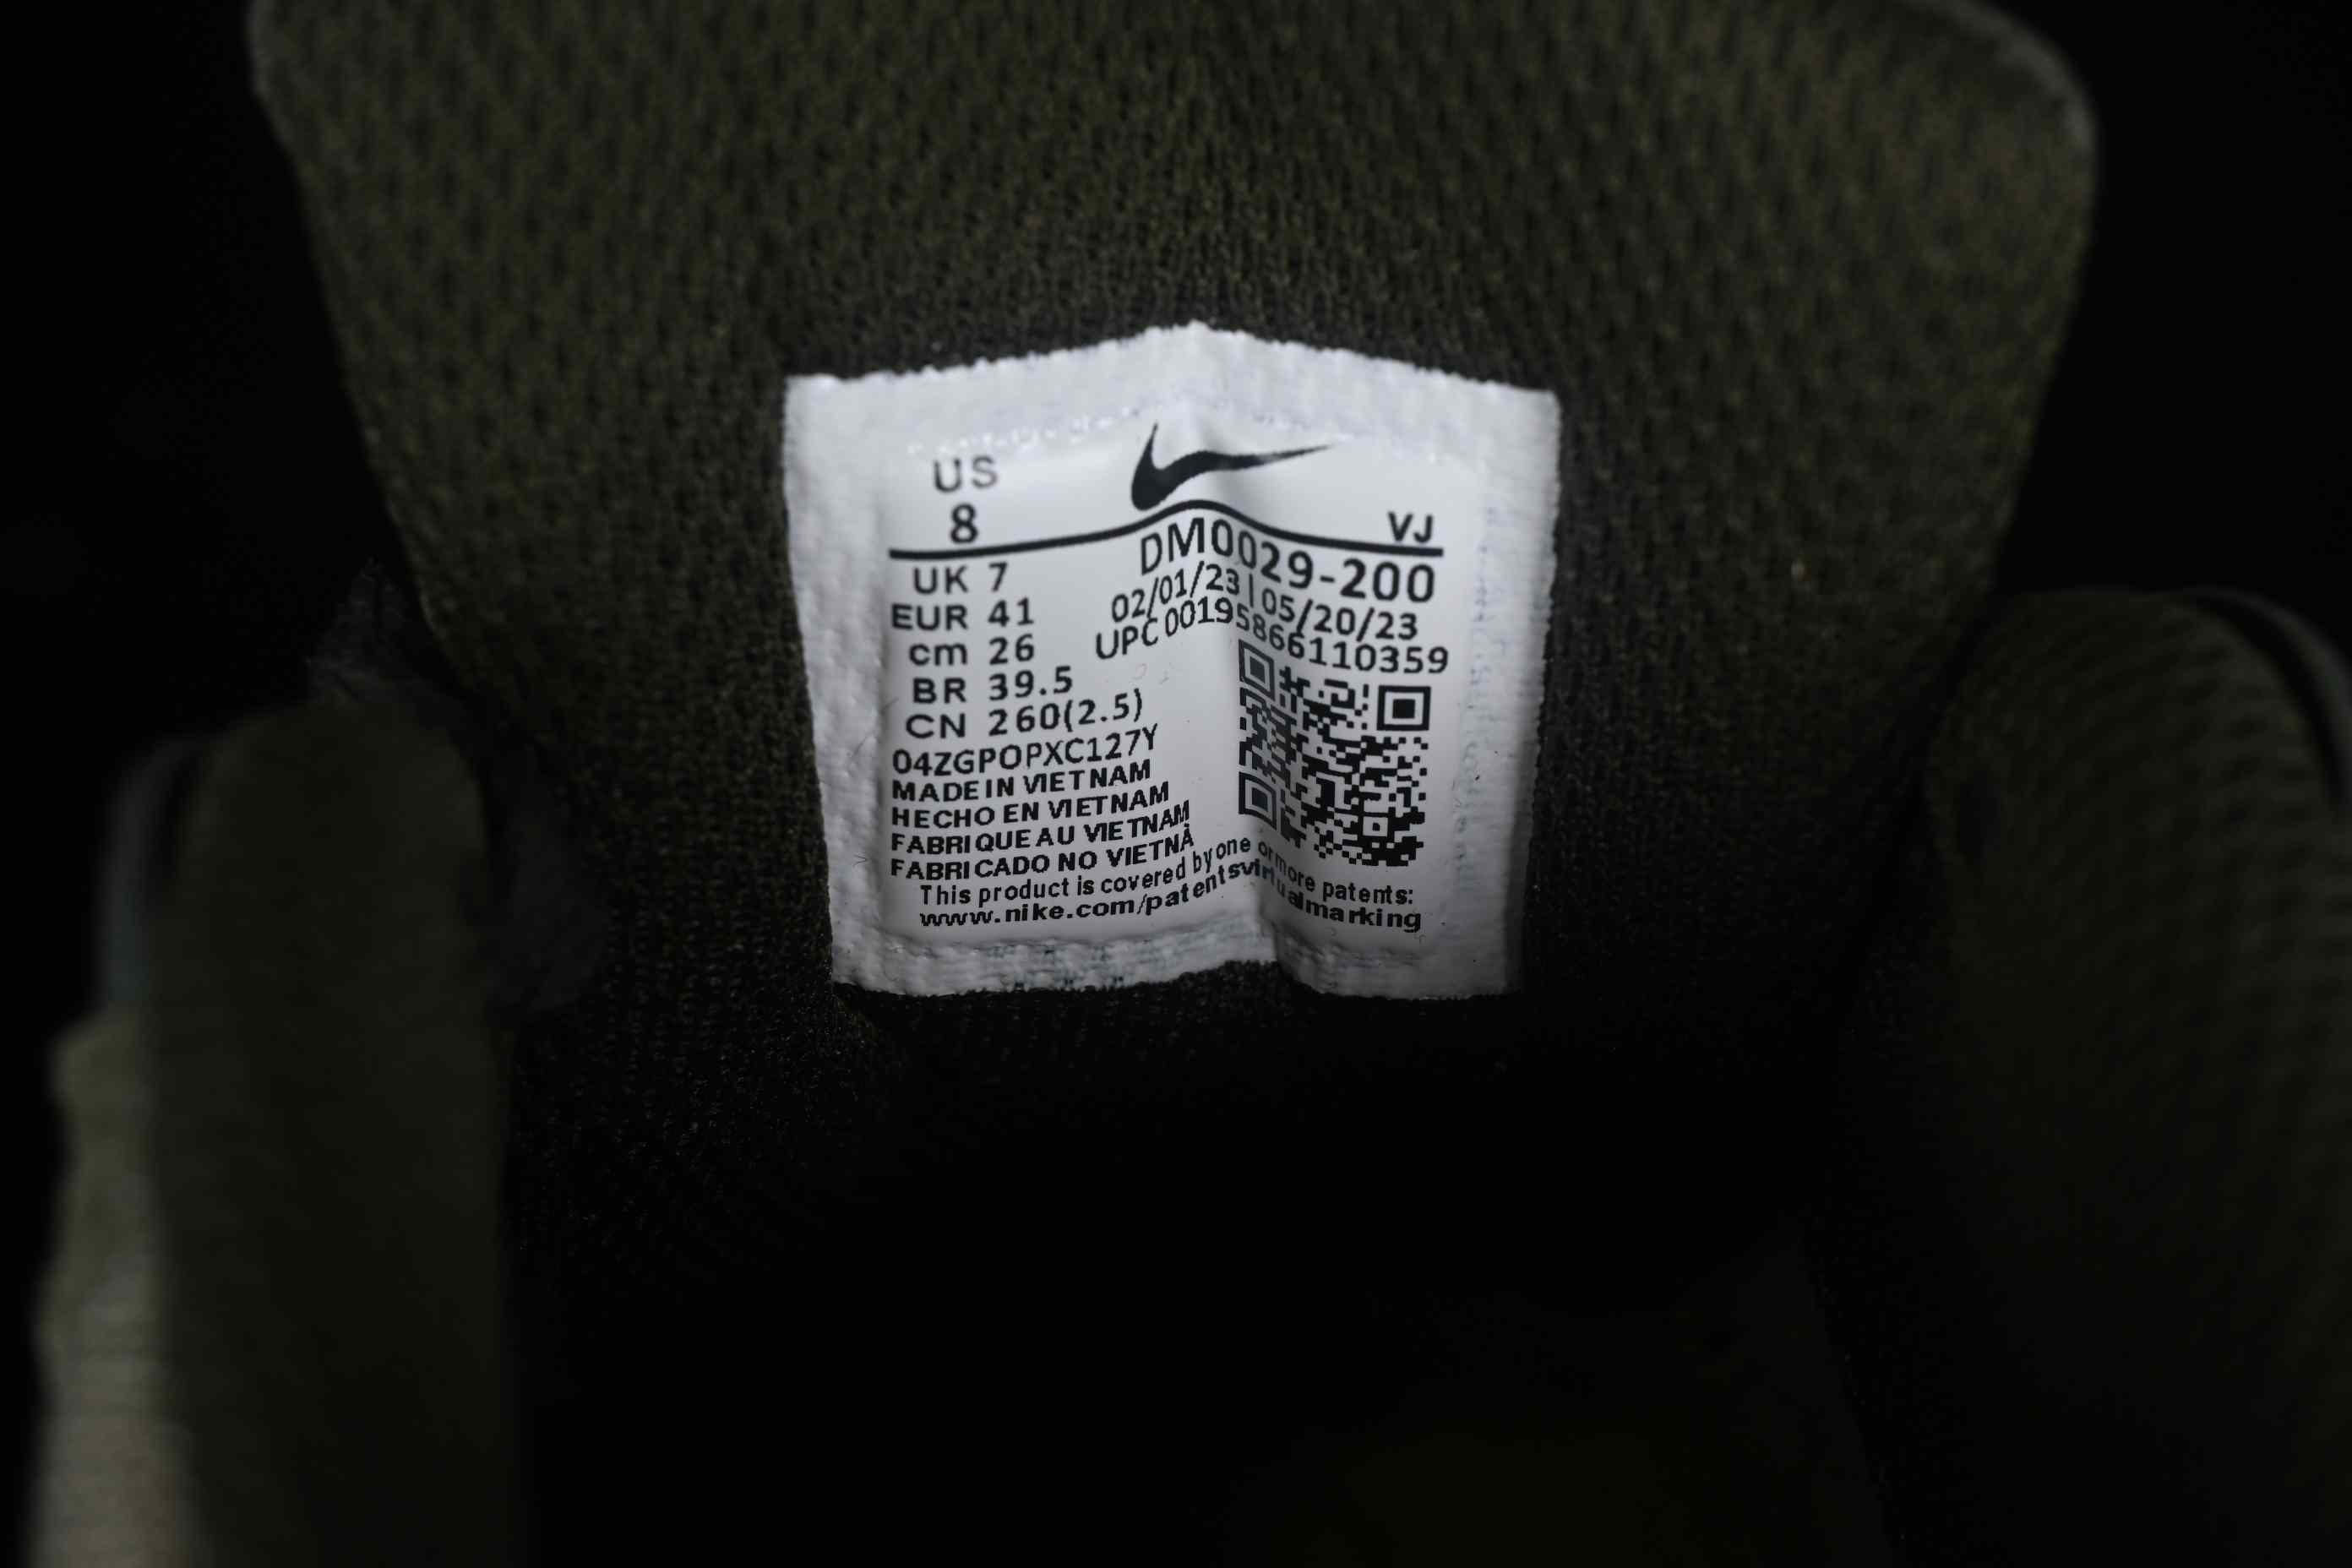 US
8
VJ
DM0029-200
UK 7
02/01/23|05/20/23
EUR 41
UPC 00195866110359
cm 26
BR 39.5
CN 260(2.5)
04ZGPOPXC127Y
MADE IN VIETNAM
HECHO EN VIETNAM
FABRIQUE AU VIETNAM
FABRICADO NO VIETNÃ
This product is covered by one or more patents:
www.nike.com/patentsvirtualmarking